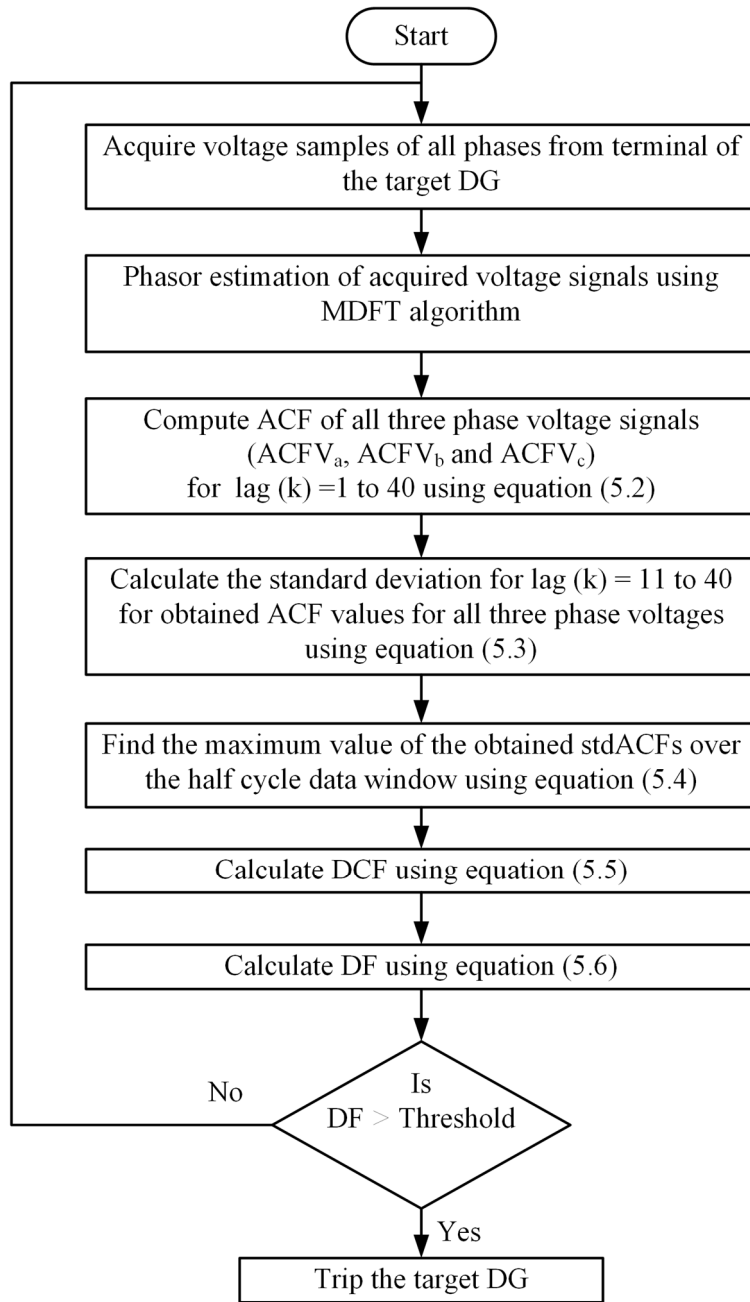 Start
Acquire voltage samples of all phases from terminal of
the target DG
Phasor estimation of acquired voltage signals using
MDFT algorithm
Compute ACF of all three phase voltage signals
(ACFVₐ, ACFV_b and ACFV_c)
for lag (k) =1 to 40 using equation (5.2)
Calculate the standard deviation for lag (k) = 11 to 40
for obtained ACF values for all three phase voltages
using equation (5.3)
Find the maximum value of the obtained stdACFs over
the half cycle data window using equation (5.4)
Calculate DCF using equation (5.5)
Calculate DF using equation (5.6)
Is
DF > Threshold
No
Yes
Trip the target DG